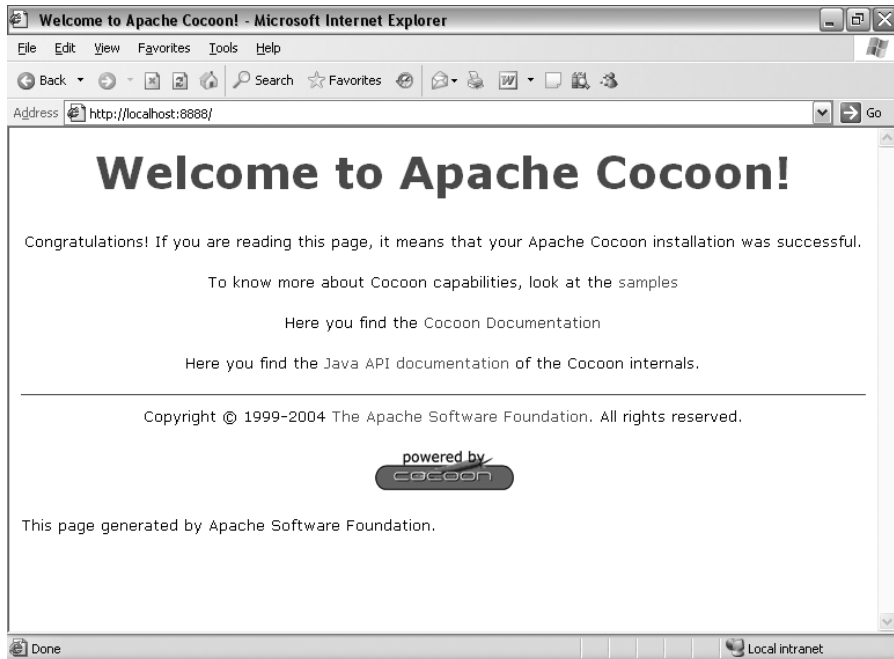 Welcome to Apache Cocoon! - Microsoft Internet Explorer
File Edit View Favorites Tools Help
Back Search Favorites
Address http://localhost:8888/ Go
Welcome to Apache Cocoon!
Congratulations! If you are reading this page, it means that your Apache Cocoon installation was successful.
To know more about Cocoon capabilities, look at the samples
Here you find the Cocoon Documentation
Here you find the Java API documentation of the Cocoon internals.
Copyright © 1999-2004 The Apache Software Foundation. All rights reserved.
powered by
cocoon
This page generated by Apache Software Foundation.
Done Local intranet